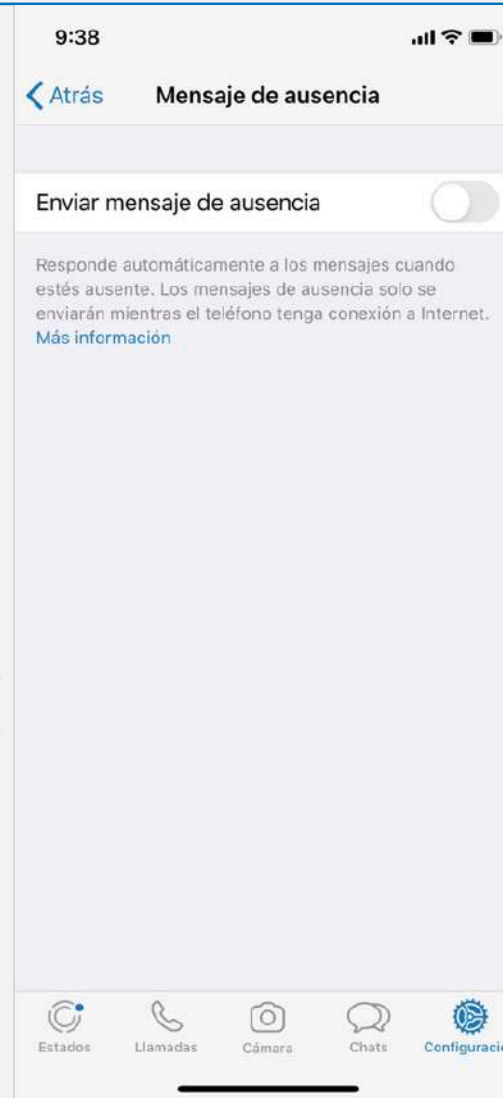 9:38
Atrás
Mensaje de ausencia
Enviar mensaje de ausencia
Responde automáticamente a los mensajes cuando
estés ausente. Los mensajes de ausencia solo se
enviarán mientras el teléfono tenga conexión a Internet.
Más información
Estados
Llamadas
Cámara
Chats
Configuració